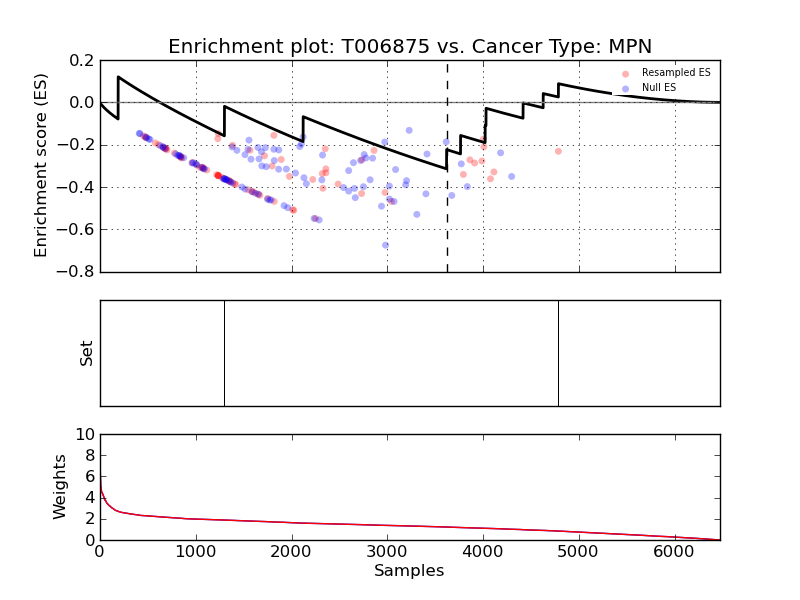 Enrichment plot: T006875 vs. Cancer Type: MPN
Enrichment score (ES)
0.2
0.0
−0.2
−0.4
−0.6
−0.8
Resampled ES
Null ES
Set
Weights
10
8
6
4
2
0
0 1000 2000 3000 4000 5000 6000
Samples